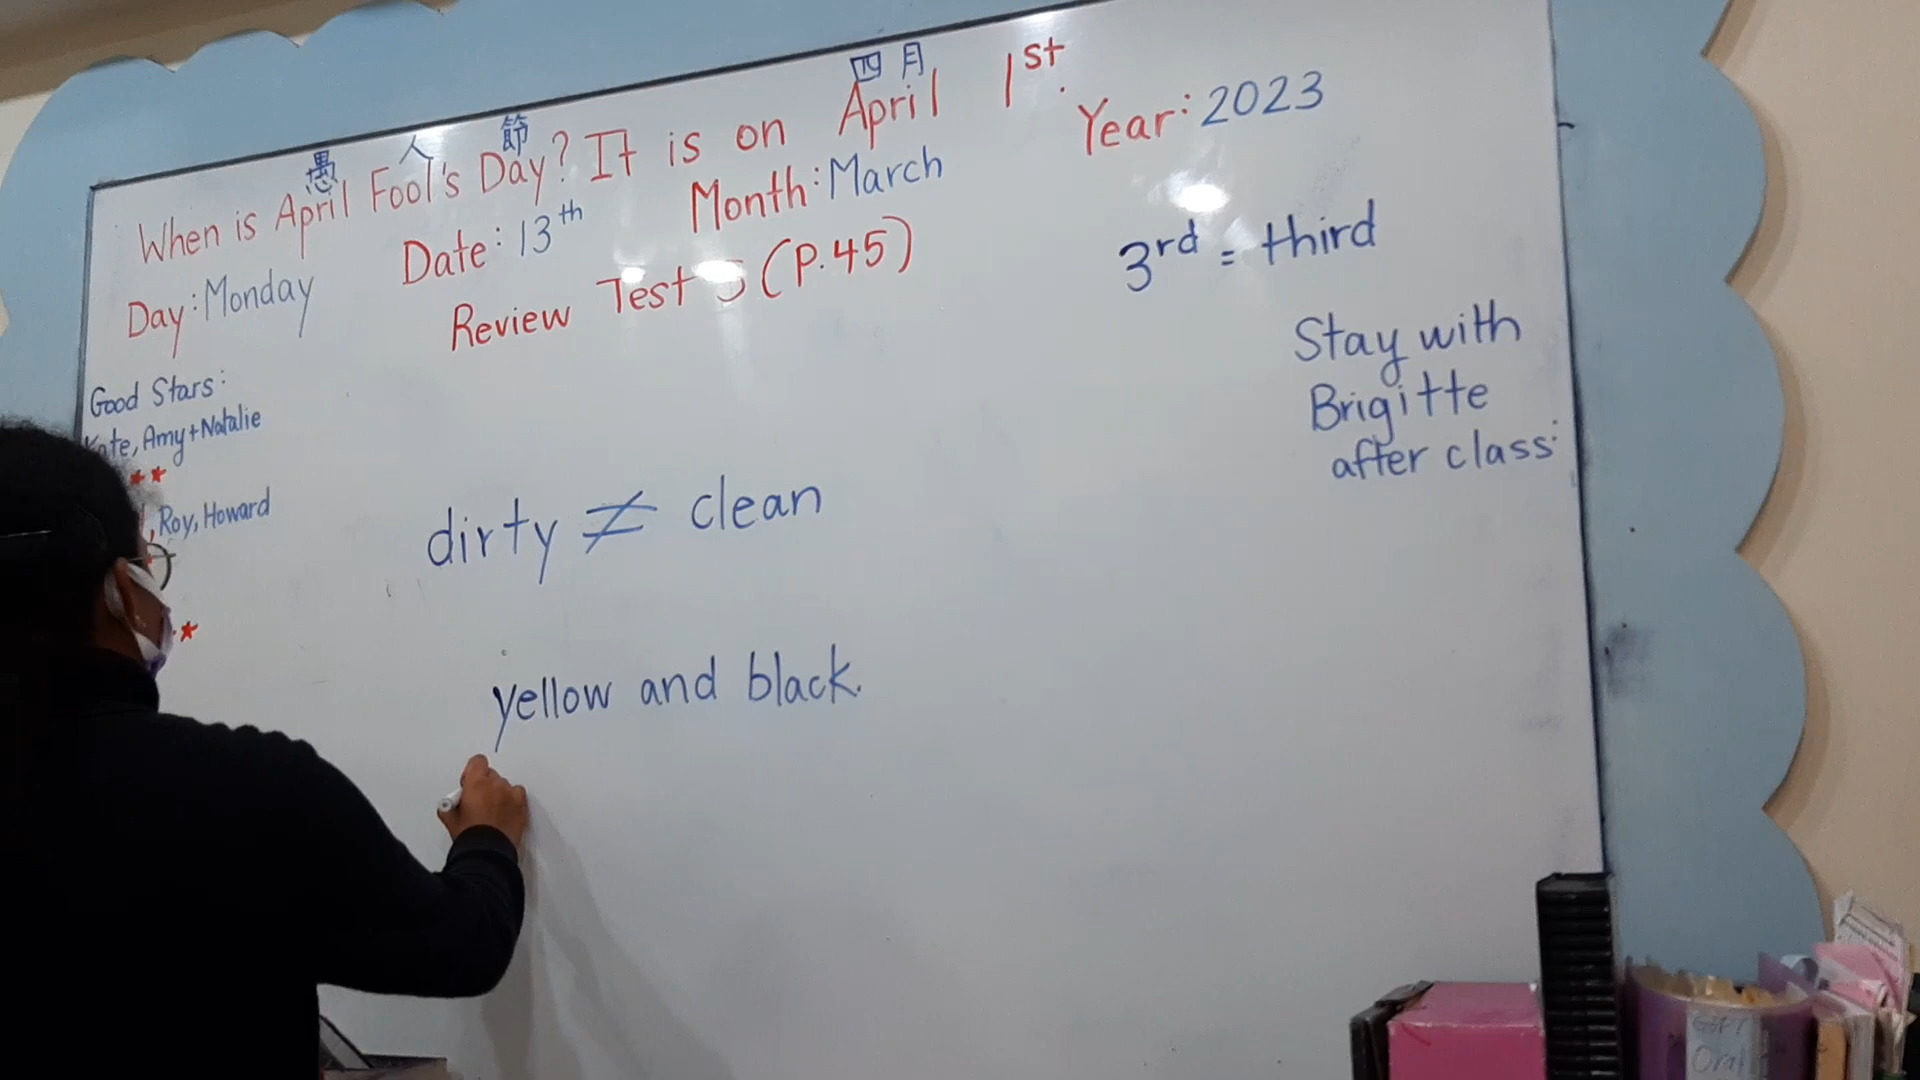 四月
愚人節
When is April Fool's Day? It is on April 1st.
Day: Monday Date: 13th Month: March Year: 2023
Review Test 5 (P.45)
3rd = third
Good Stars:
Kate, Amy + Natalie
, Roy, Howard
Stay with
Brigitte
after class:
dirty ≠ clean
yellow and black.
Oral